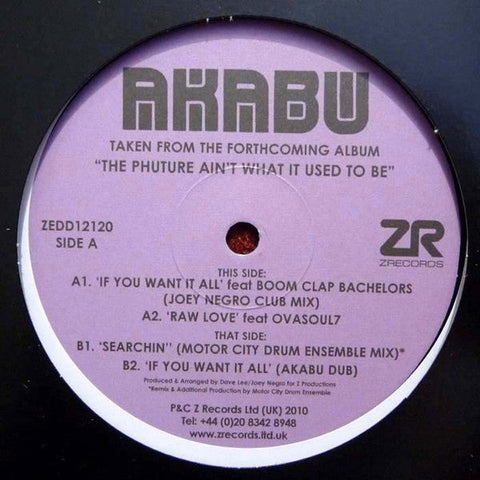 AKABU
TAKEN FROM THE FORTHCOMING ALBUM
"THE PHUTURE AIN'T WHAT IT USED TO BE"
ZEDD12120
SIDE A
ZR
ZRECORDS
THIS SIDE:
A1. 'IF YOU WANT IT ALL' feat BOOM CLAP BACHELORS
(JOEY NEGRO CLUB MIX)
A2. 'RAW LOVE' feat OVASOUL7
THAT SIDE:
B1. 'SEARCHIN'' (MOTOR CITY DRUM ENSEMBLE MIX)*
B2. 'IF YOU WANT IT ALL' (AKABU DUB)
Produced & Arranged by Dave Lee/Joey Negro for Z Productions
*Remix & Additional Production by Motor City Drum Ensemble
P&C Z Records Ltd (UK) 2010
Tel: +44 (0)20 8342 8948
www.zrecords.ltd.uk